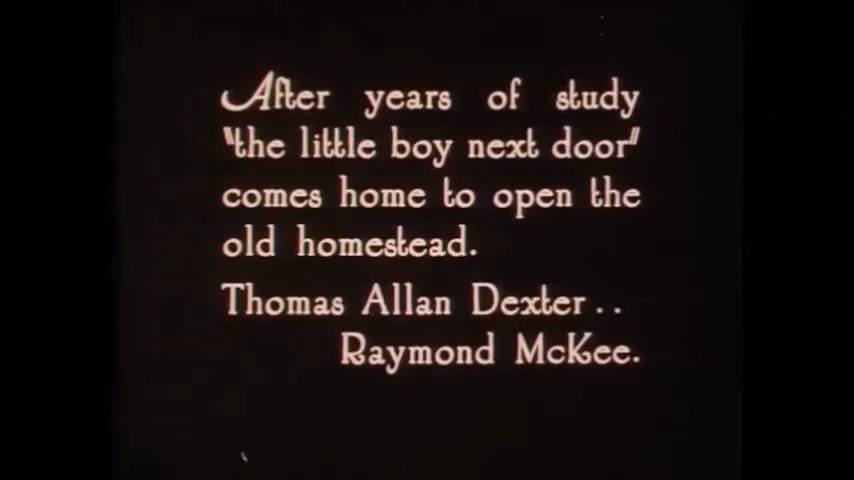 After years of study
"the little boy next door"
comes home to open the
old homestead.
Thomas Allan Dexter..
Raymond McKee.